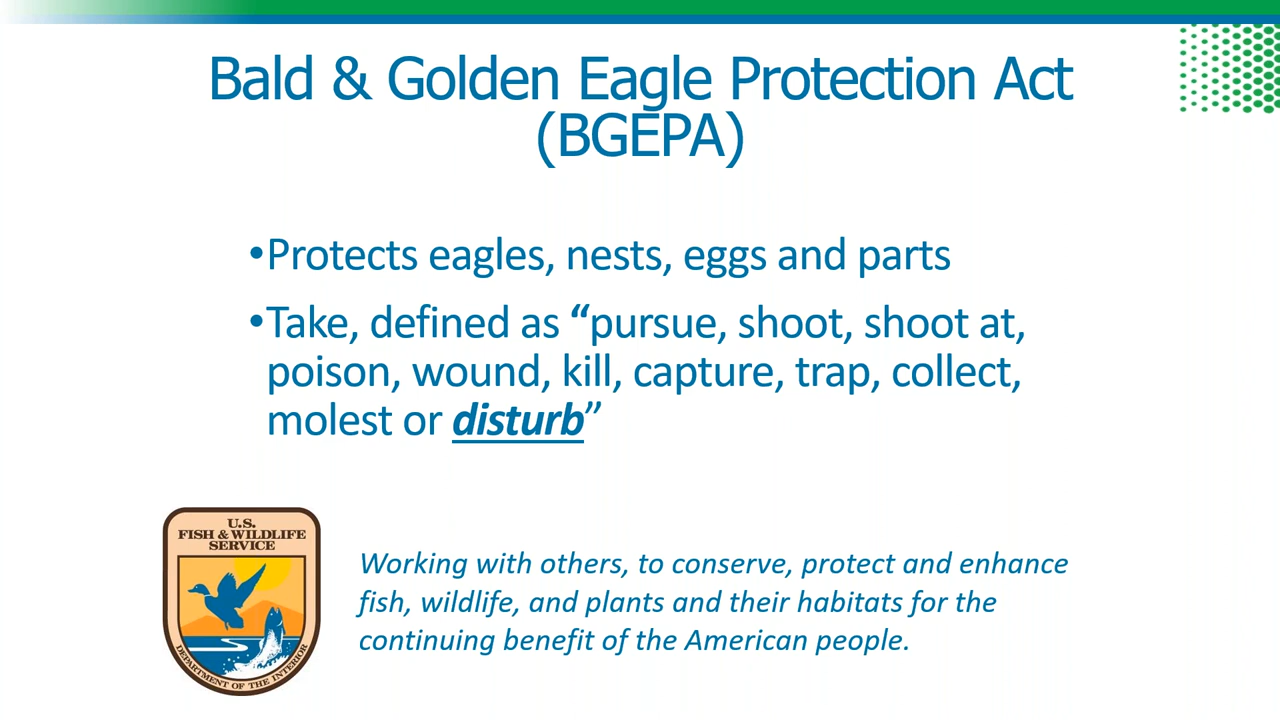 Bald & Golden Eagle Protection Act
(BGEPA)
•Protects eagles, nests, eggs and parts
•Take, defined as “pursue, shoot, shoot at,
poison, wound, kill, capture, trap, collect,
molest or disturb”
U.S.
FISH & WILDLIFE
SERVICE
DEPARTMENT OF THE INTERIOR
Working with others, to conserve, protect and enhance
fish, wildlife, and plants and their habitats for the
continuing benefit of the American people.